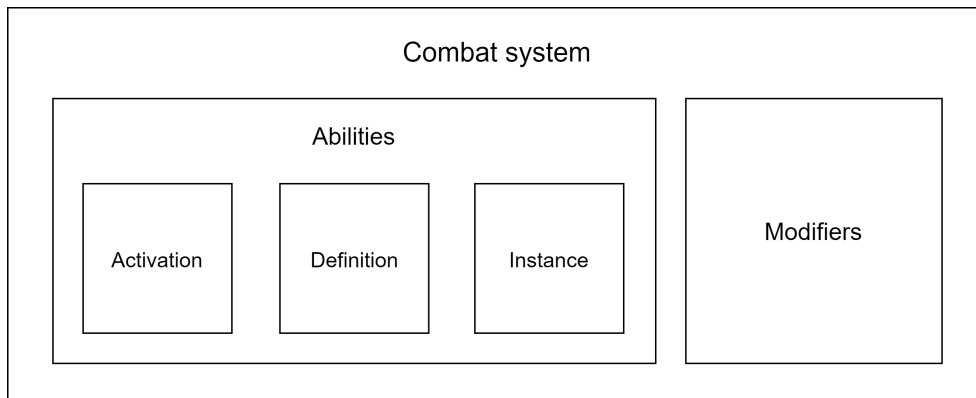 Combat system
Abilities
Activation
Definition
Instance
Modifiers